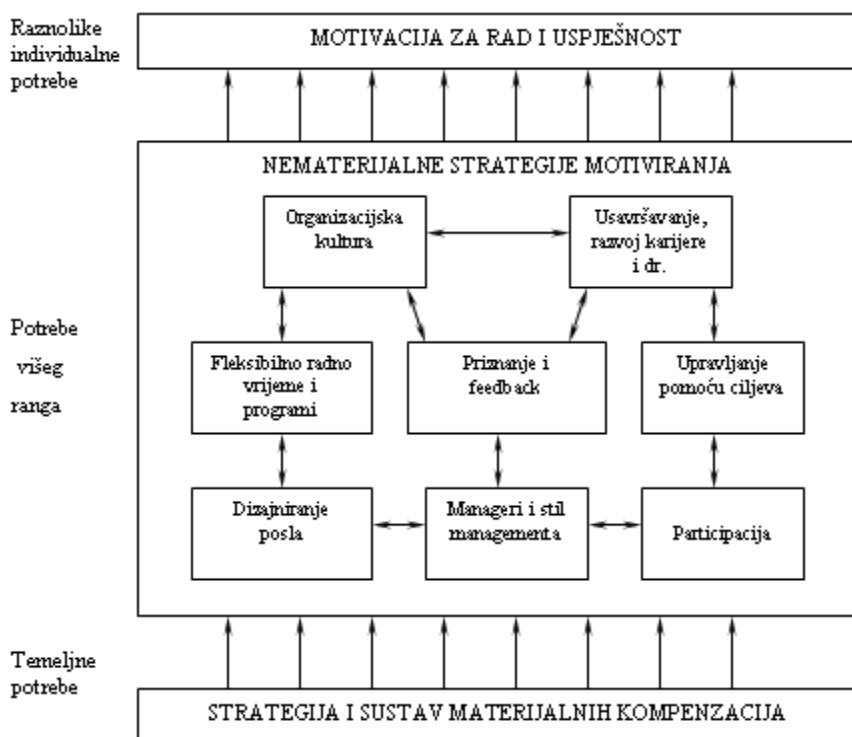 Raznolike
individualne
potrebe
MOTIVACIJA ZA RAD I USPJEŠNOST
NEMATERIJALNE STRATEGIJE MOTIVIRANJA
Organizacijska
kultura
Usavršavanje,
razvoj karijere
i dr.
Potrebe
višeg
ranga
Fleksibilno radno
vrijeme i
programi
Priznanje i
feedback
Upravljanje
pomoću ciljeva
Dizajniranje
posla
Manageri i stil
managementa
Participacija
Temeljne
potrebe
STRATEGIJA I SUSTAV MATERIJALNIH KOMPENZACIJA